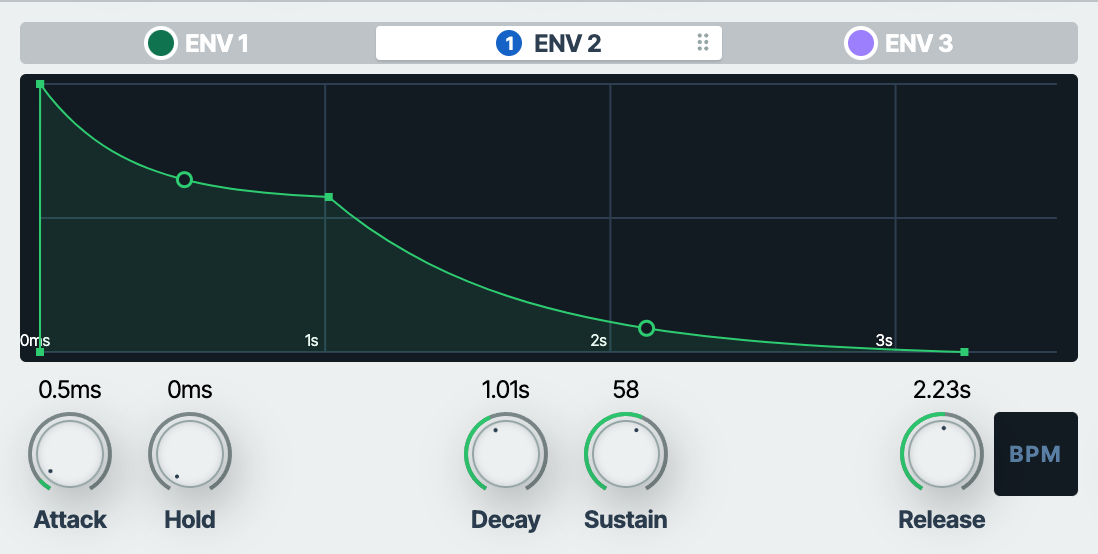 ENV 1
1 ENV 2
ENV 3
0ms 1s 2s 3s
0.5ms 0ms 1.01s 58 2.23s
BPM
Attack Hold Decay Sustain Release